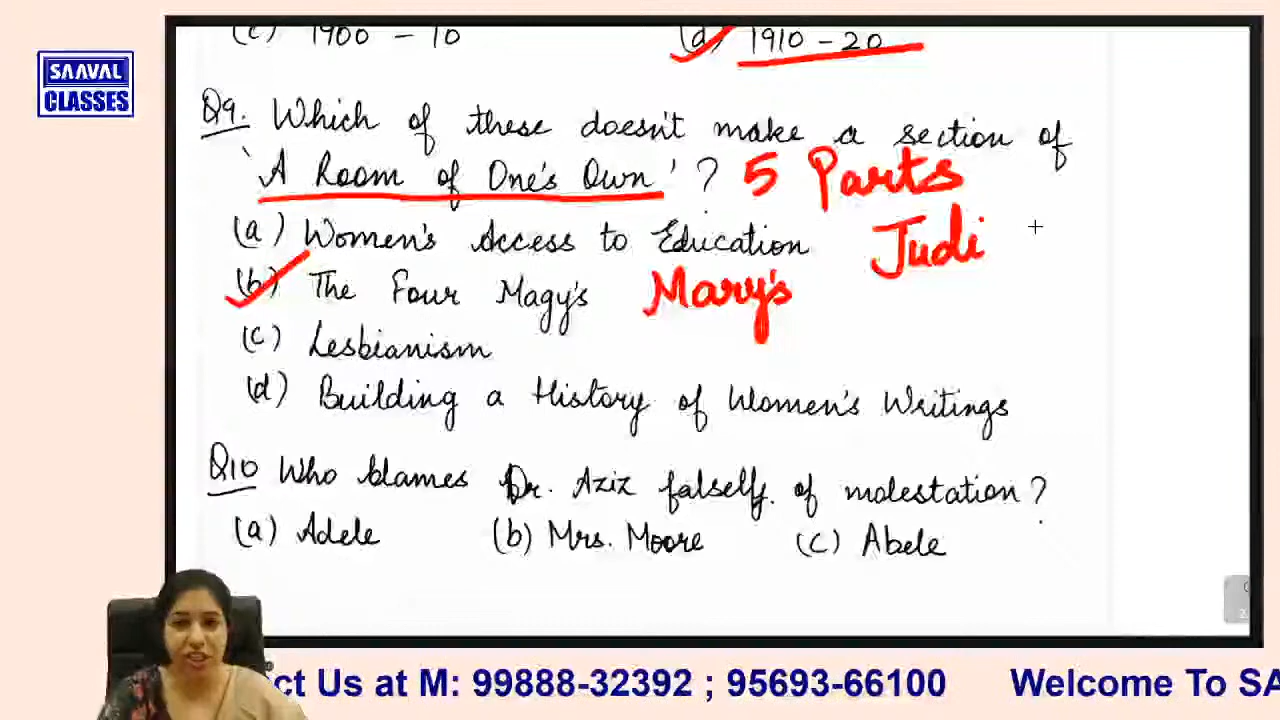 (c) 1900 - 10 (d) 1910 - 20
SAAVAL
CLASSES
Q9. Which of these doesn't make a section of
'A Room of One's Own' ? 5 Parts
(a) Women's Access to Education Judi
(b) The Four Magy's Mary's
(c) Lesbianism
(d) Building a History of Women's Writings
Q10 Who blames Dr. Aziz falsely of molestation?
(a) Adele (b) Mrs. Moore (c) Abele
ct Us at M: 99888-32392 ; 95693-66100 Welcome To SA